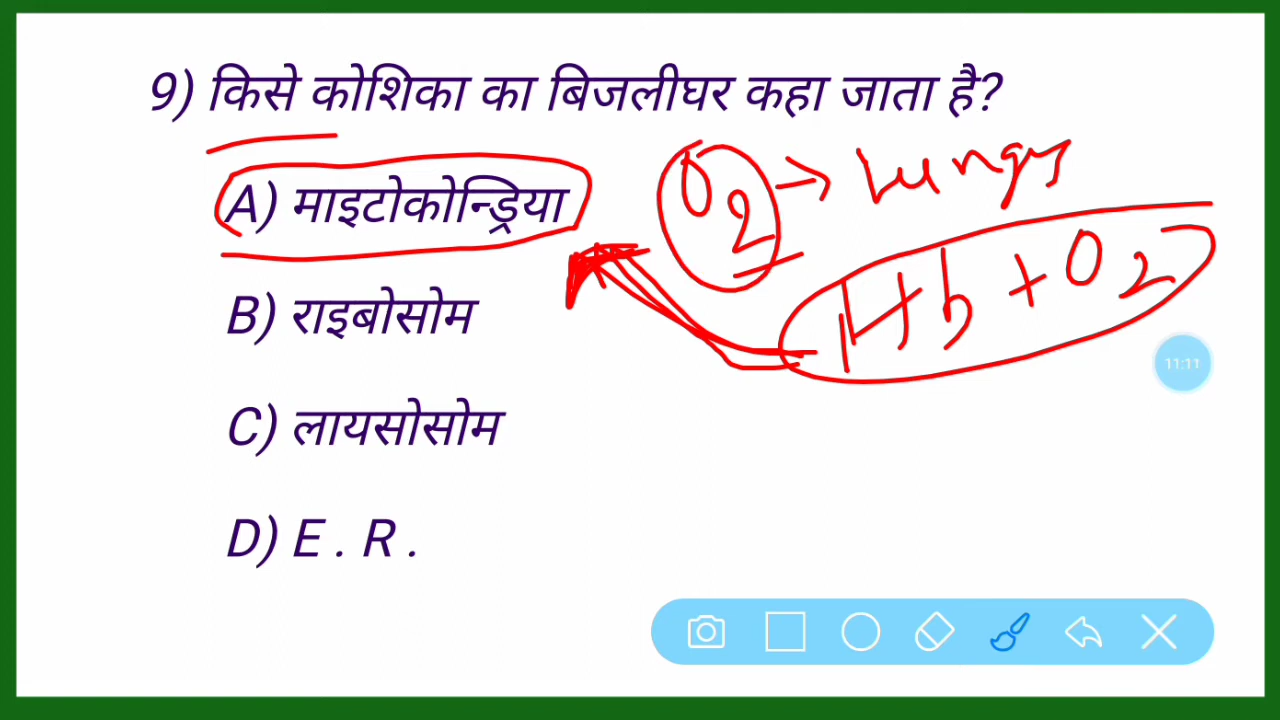 9) किसे कोशिका का बिजलीघर कहा जाता है?
A) माइटोकोन्ड्रिया
O2 → Lungs
Hb + O2
B) राइबोसोम
11:11
C) लायसोसोम
D) E . R .